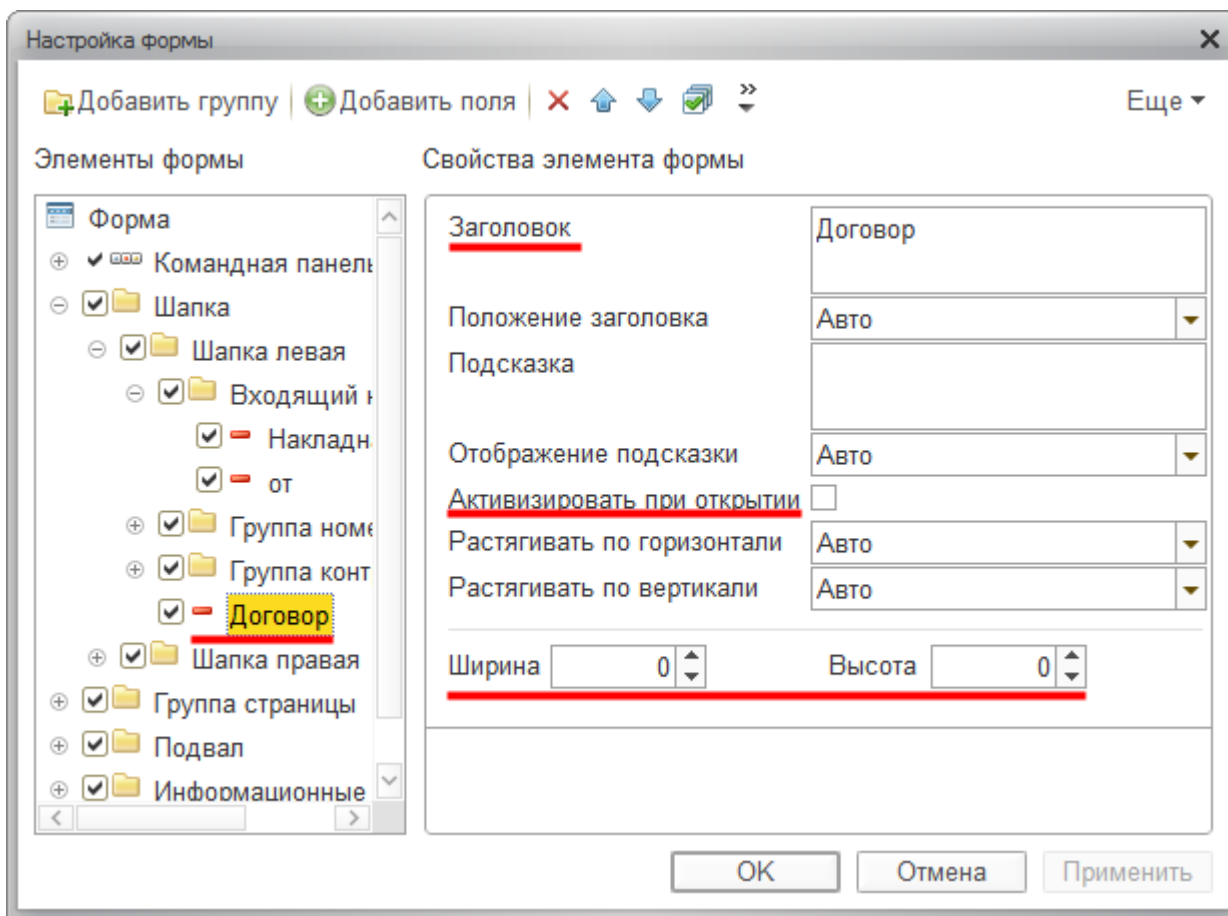 Настройка формы
Добавить группу Добавить поля Еще
Элементы формы Свойства элемента формы
Форма
Командная панель
Шапка
Шапка левая
Входящий н
Накладна
от
Группа номе
Группа конт
Договор
Шапка правая
Группа страницы
Подвал
Информационные
Заголовок Договор
Положение заголовка Авто
Подсказка
Отображение подсказки Авто
Активизировать при открытии
Растягивать по горизонтали Авто
Растягивать по вертикали Авто
Ширина 0 Высота 0
OK Отмена Применить